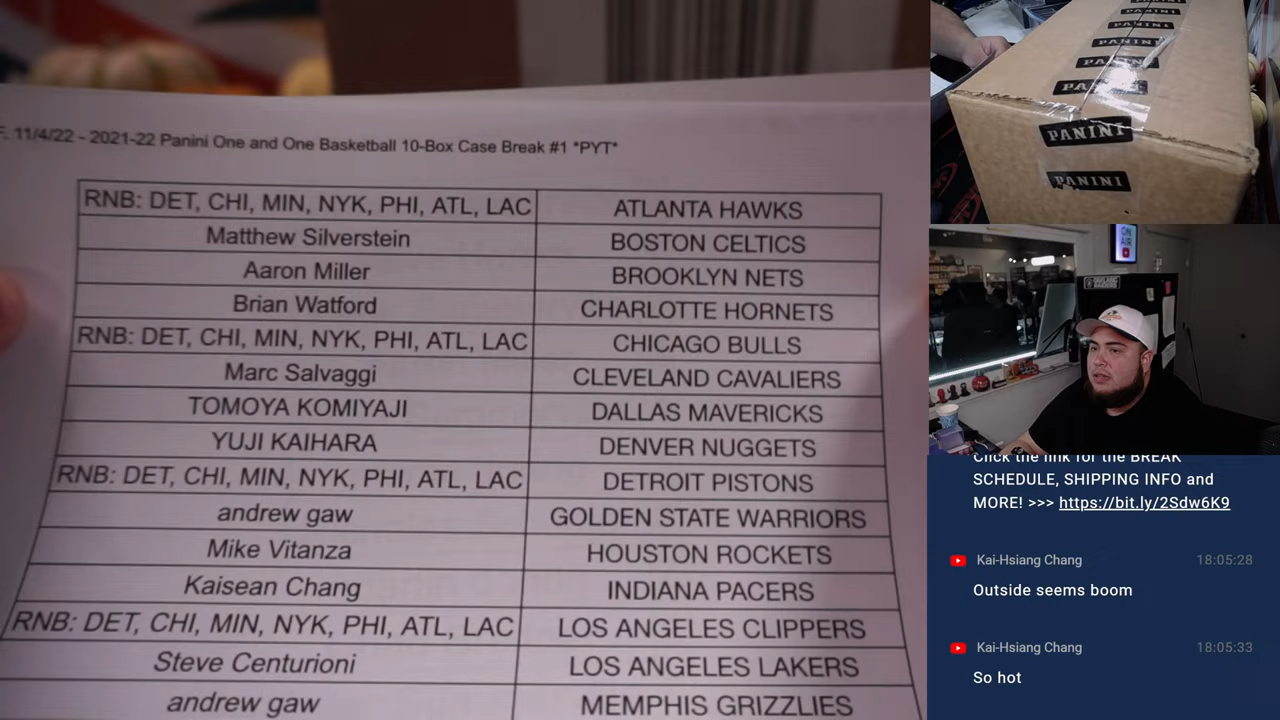 F. 11/4/22 - 2021-22 Panini One and One Basketball 10-Box Case Break #1 *PYT*
RNB: DET, CHI, MIN, NYK, PHI, ATL, LAC ATLANTA HAWKS
Matthew Silverstein BOSTON CELTICS
Aaron Miller BROOKLYN NETS
Brian Watford CHARLOTTE HORNETS
RNB: DET, CHI, MIN, NYK, PHI, ATL, LAC CHICAGO BULLS
Marc Salvaggi CLEVELAND CAVALIERS
TOMOYA KOMIYAJI DALLAS MAVERICKS
YUJI KAIHARA DENVER NUGGETS
RNB: DET, CHI, MIN, NYK, PHI, ATL, LAC DETROIT PISTONS
andrew gaw GOLDEN STATE WARRIORS
Mike Vitanza HOUSTON ROCKETS
Kaisean Chang INDIANA PACERS
RNB: DET, CHI, MIN, NYK, PHI, ATL, LAC LOS ANGELES CLIPPERS
Steve Centurioni LOS ANGELES LAKERS
andrew gaw MEMPHIS GRIZZLIES
PANINI
PANINI
PANINI
PANINI
PANINI
PANINI
PANINI
ON
AIR
Click the link for the BREAK
SCHEDULE, SHIPPING INFO and
MORE! >>> https://bit.ly/2Sdw6K9
Kai-Hsiang Chang 18:05:28
Outside seems boom
Kai-Hsiang Chang 18:05:33
So hot